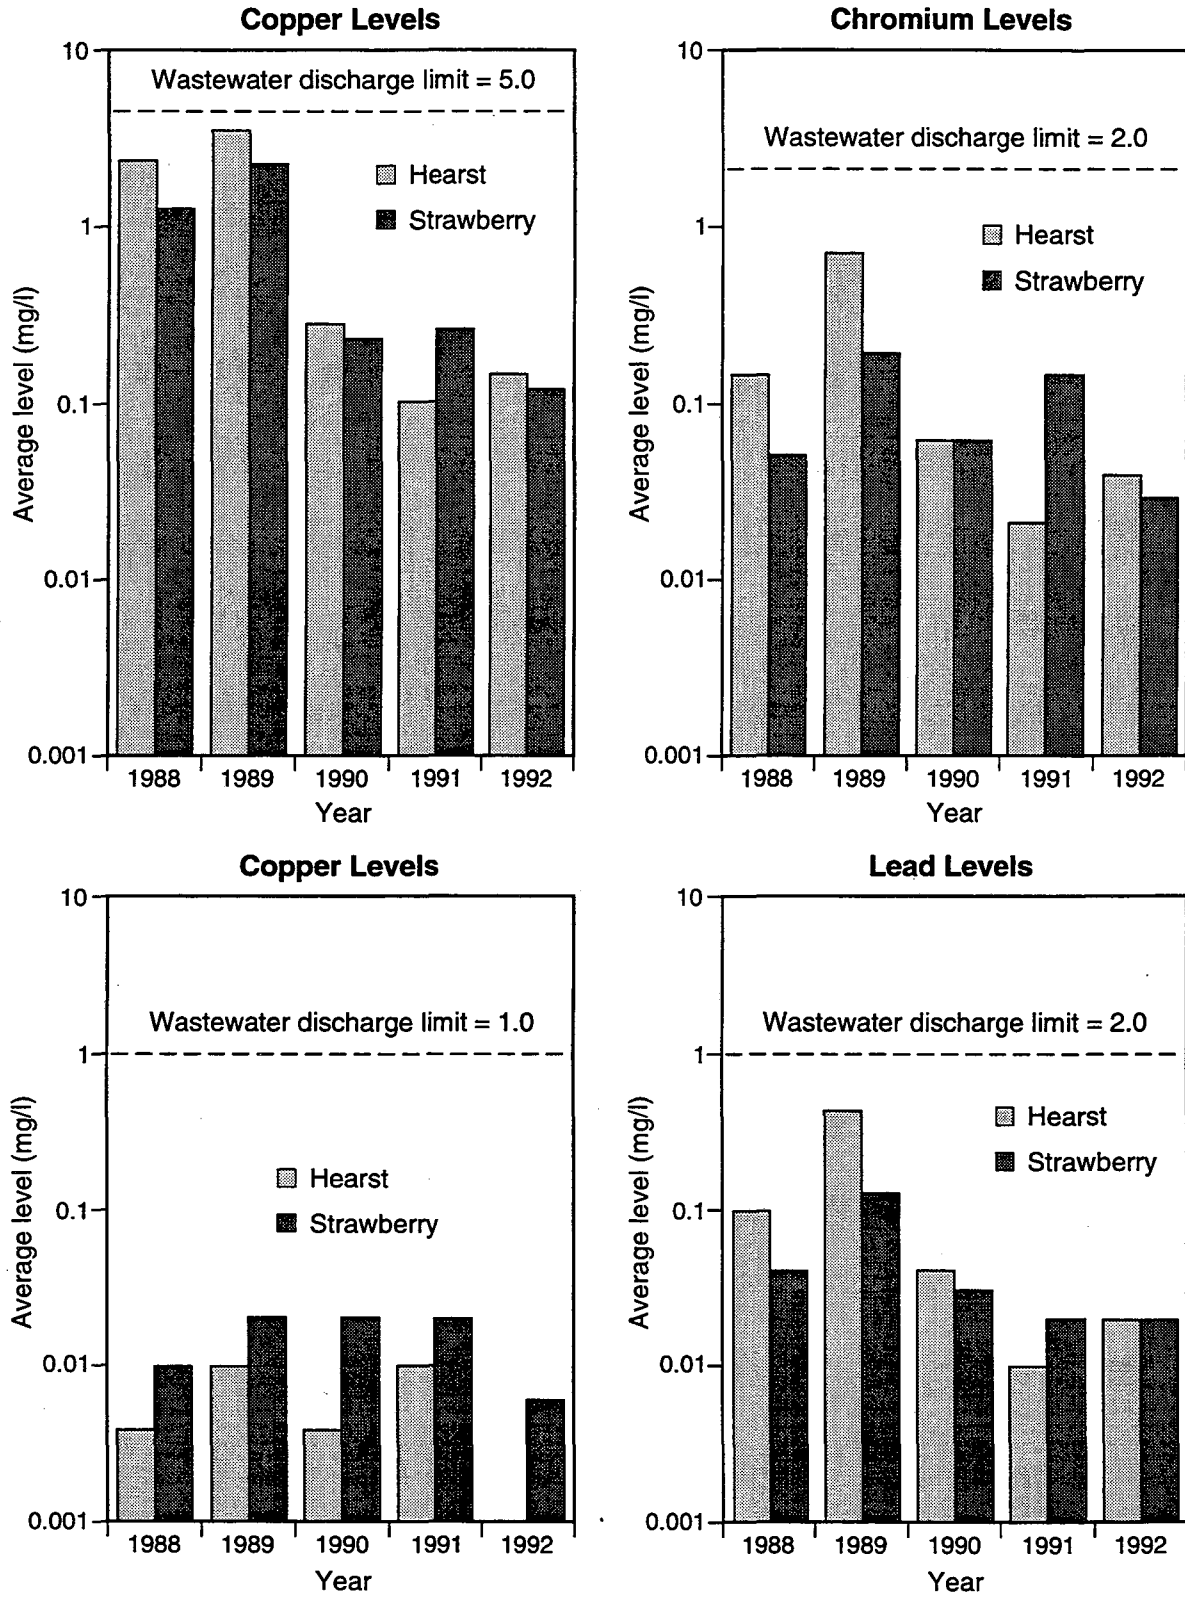 Copper Levels
10
1
0.1
0.01
0.001
Average level (mg/l)
Wastewater discharge limit = 5.0
Hearst
Strawberry
1988 1989 1990 1991 1992
Year
Chromium Levels
10
1
0.1
0.01
0.001
Average level (mg/l)
Wastewater discharge limit = 2.0
Hearst
Strawberry
1988 1989 1990 1991 1992
Year
Copper Levels
10
1
0.1
0.01
0.001
Average level (mg/l)
Wastewater discharge limit = 1.0
Hearst
Strawberry
1988 1989 1990 1991 1992
Year
Lead Levels
10
1
0.1
0.01
0.001
Average level (mg/l)
Wastewater discharge limit = 2.0
Hearst
Strawberry
1988 1989 1990 1991 1992
Year